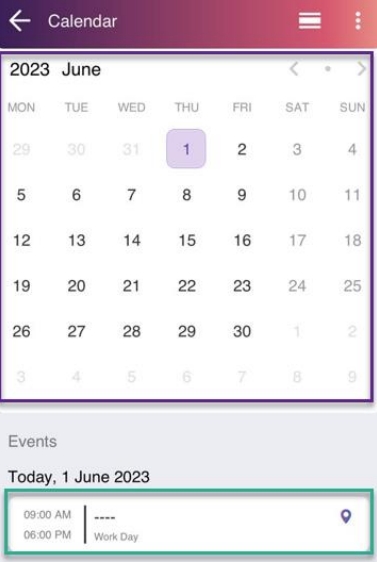 Calendar
2023 June
MON TUE WED THU FRI SAT SUN
29 30 31 1 2 3 4
5 6 7 8 9 10 11
12 13 14 15 16 17 18
19 20 21 22 23 24 25
26 27 28 29 30 1 2
3 4 5 6 7 8 9
Events
Today, 1 June 2023
09:00 AM ----
06:00 PM Work Day